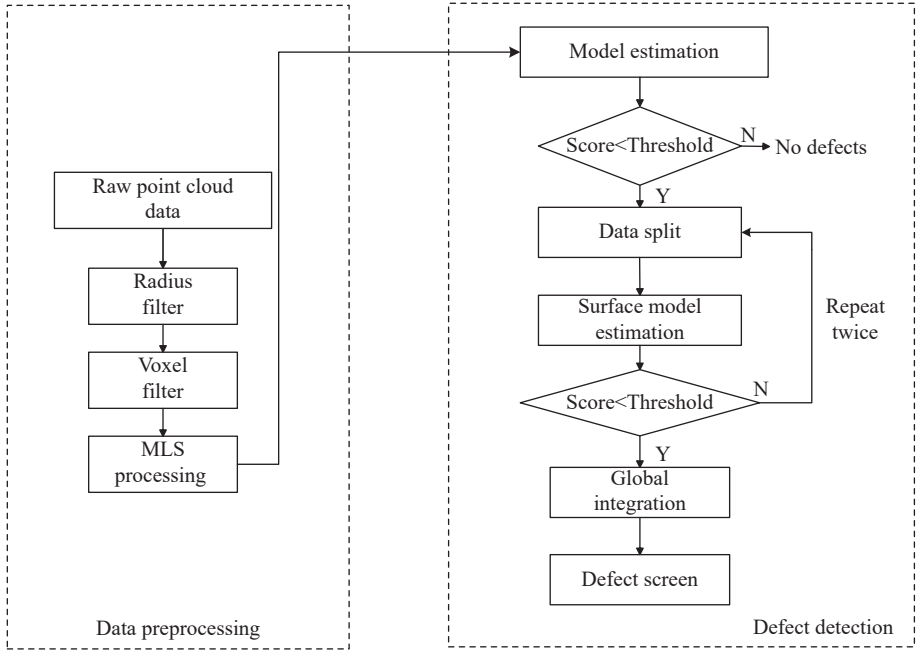 Raw point cloud
data
Radius
filter
Voxel
filter
MLS
processing
Data preprocessing
Model estimation
Score<Threshold
N
No defects
Y
Data split
Surface model
estimation
Repeat
twice
Score<Threshold
N
Y
Global
integration
Defect screen
Defect detection